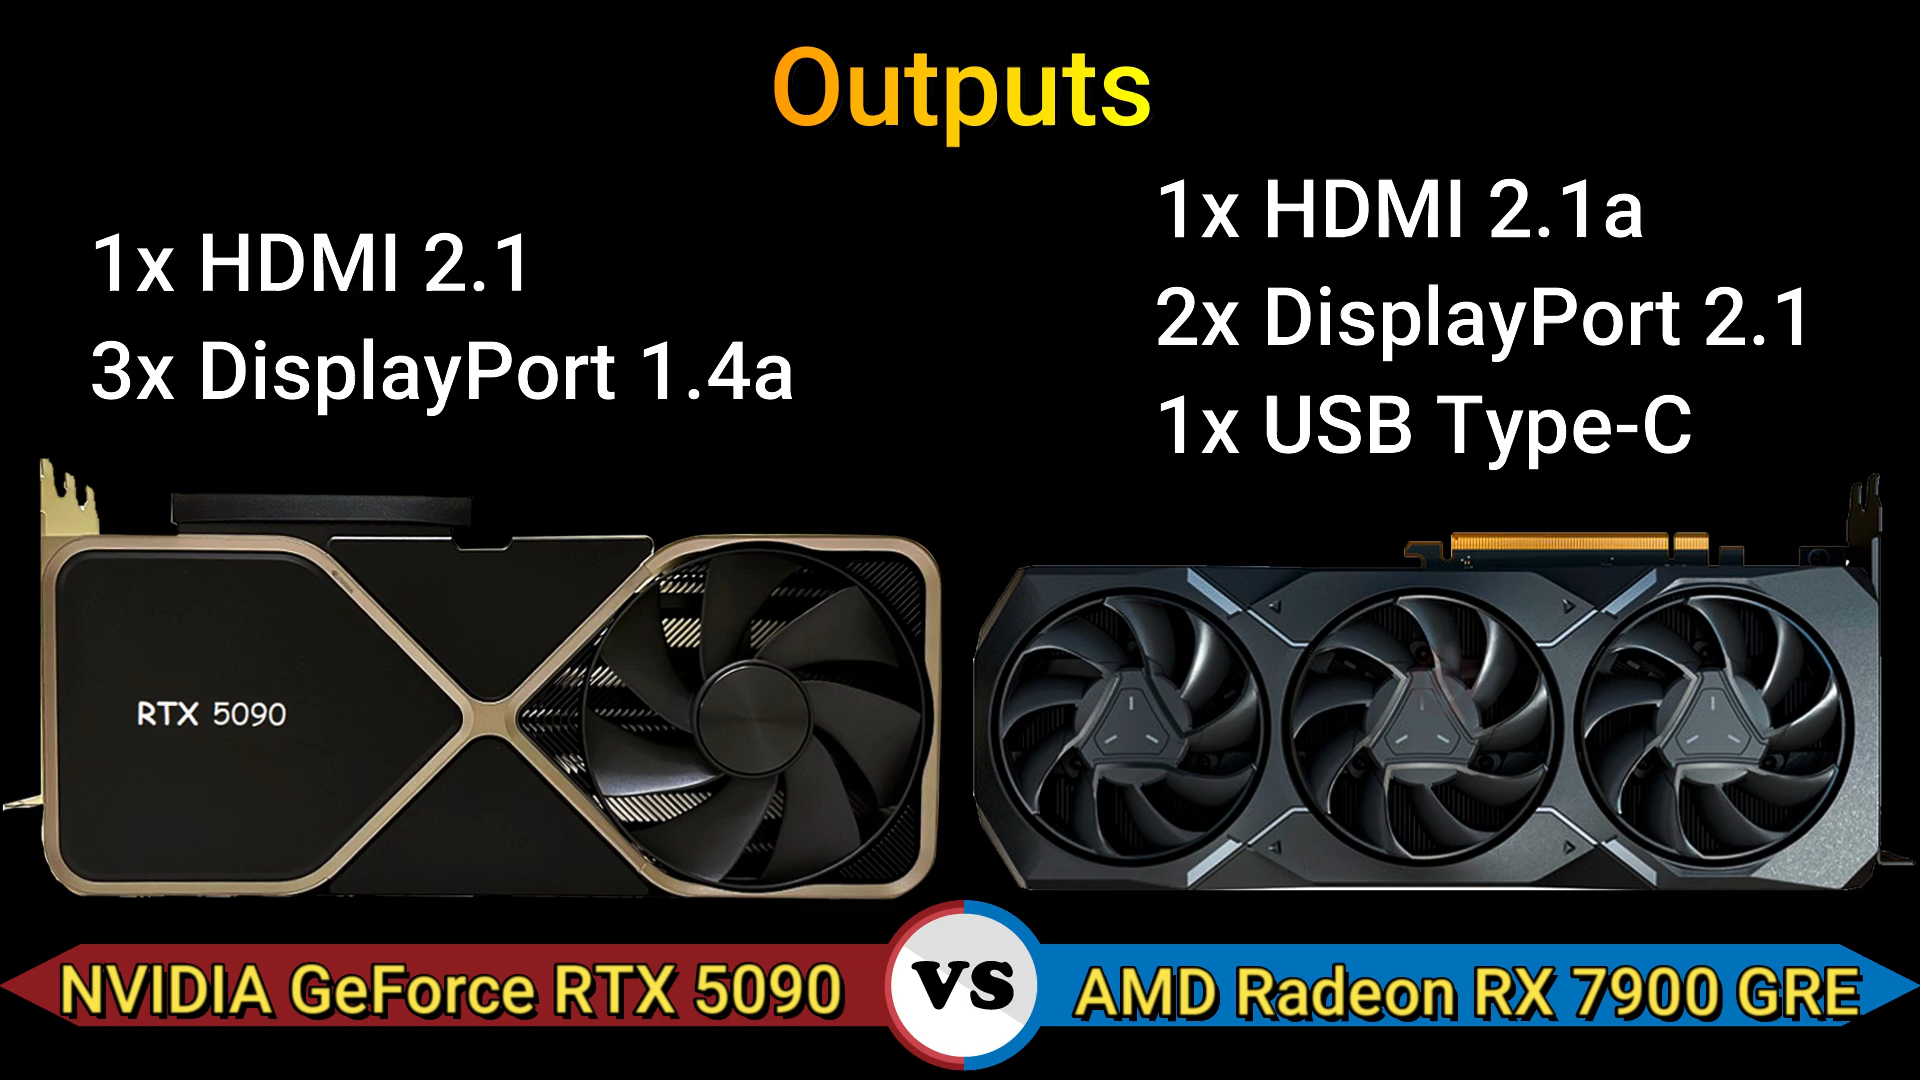 Outputs
1x HDMI 2.1
3x DisplayPort 1.4a
1x HDMI 2.1a
2x DisplayPort 2.1
1x USB Type-C
RTX 5090
NVIDIA GeForce RTX 5090
VS
AMD Radeon RX 7900 GRE